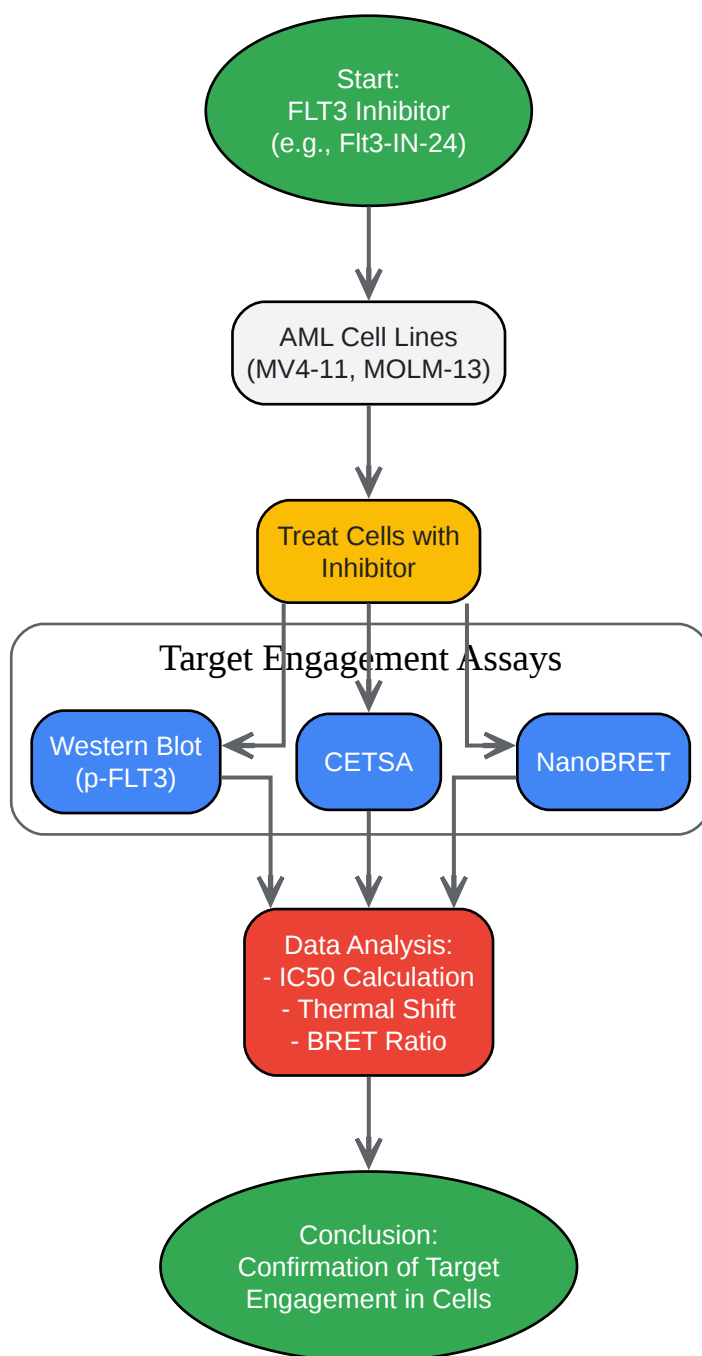 Start:
FLT3 Inhibitor
(e.g., Flt3-IN-24)
AML Cell Lines
(MV4-11, MOLM-13)
Treat Cells with
Inhibitor
Target Engagement Assays
Western Blot
(p-FLT3)
CETSA
NanoBRET
Data Analysis:
- IC50 Calculation
- Thermal Shift
- BRET Ratio
Conclusion:
Confirmation of Target
Engagement in Cells